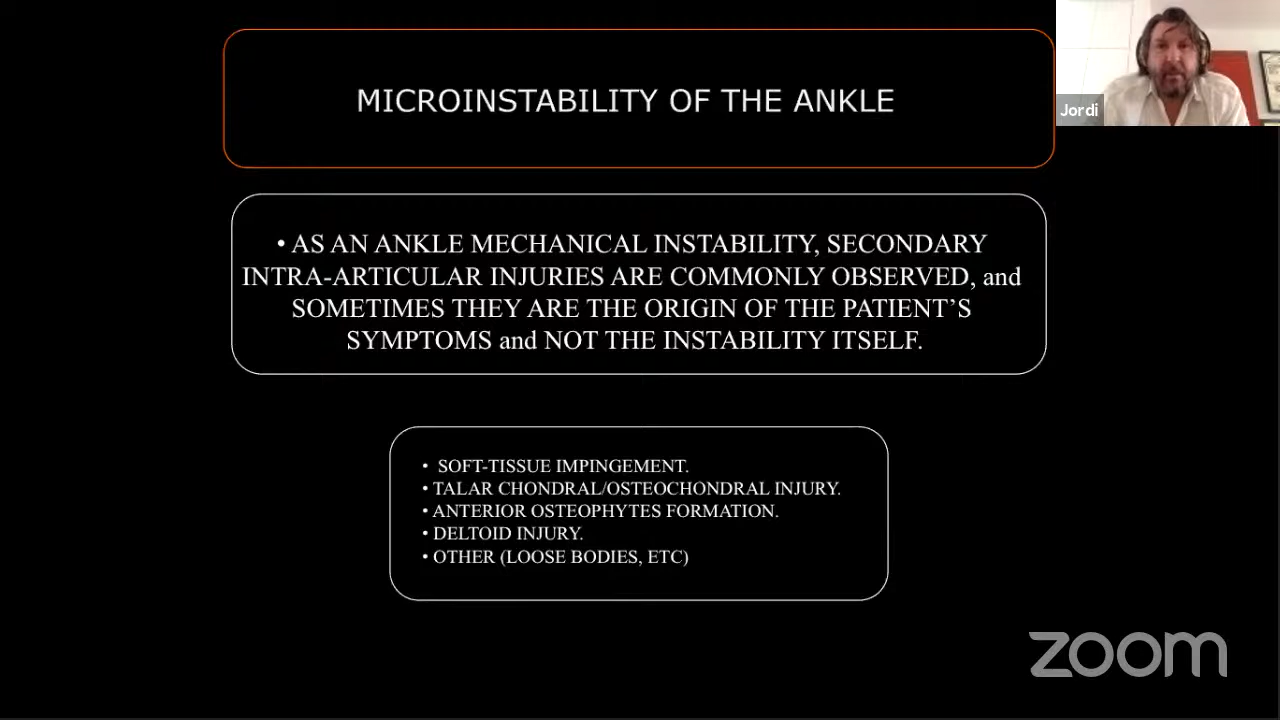 MICROINSTABILITY OF THE ANKLE
Jordi
• AS AN ANKLE MECHANICAL INSTABILITY, SECONDARY
INTRA-ARTICULAR INJURIES ARE COMMONLY OBSERVED, and
SOMETIMES THEY ARE THE ORIGIN OF THE PATIENT’S
SYMPTOMS and NOT THE INSTABILITY ITSELF.
• SOFT-TISSUE IMPINGEMENT.
• TALAR CHONDRAL/OSTEOCHONDRAL INJURY.
• ANTERIOR OSTEOPHYTES FORMATION.
• DELTOID INJURY.
• OTHER (LOOSE BODIES, ETC)
zoom